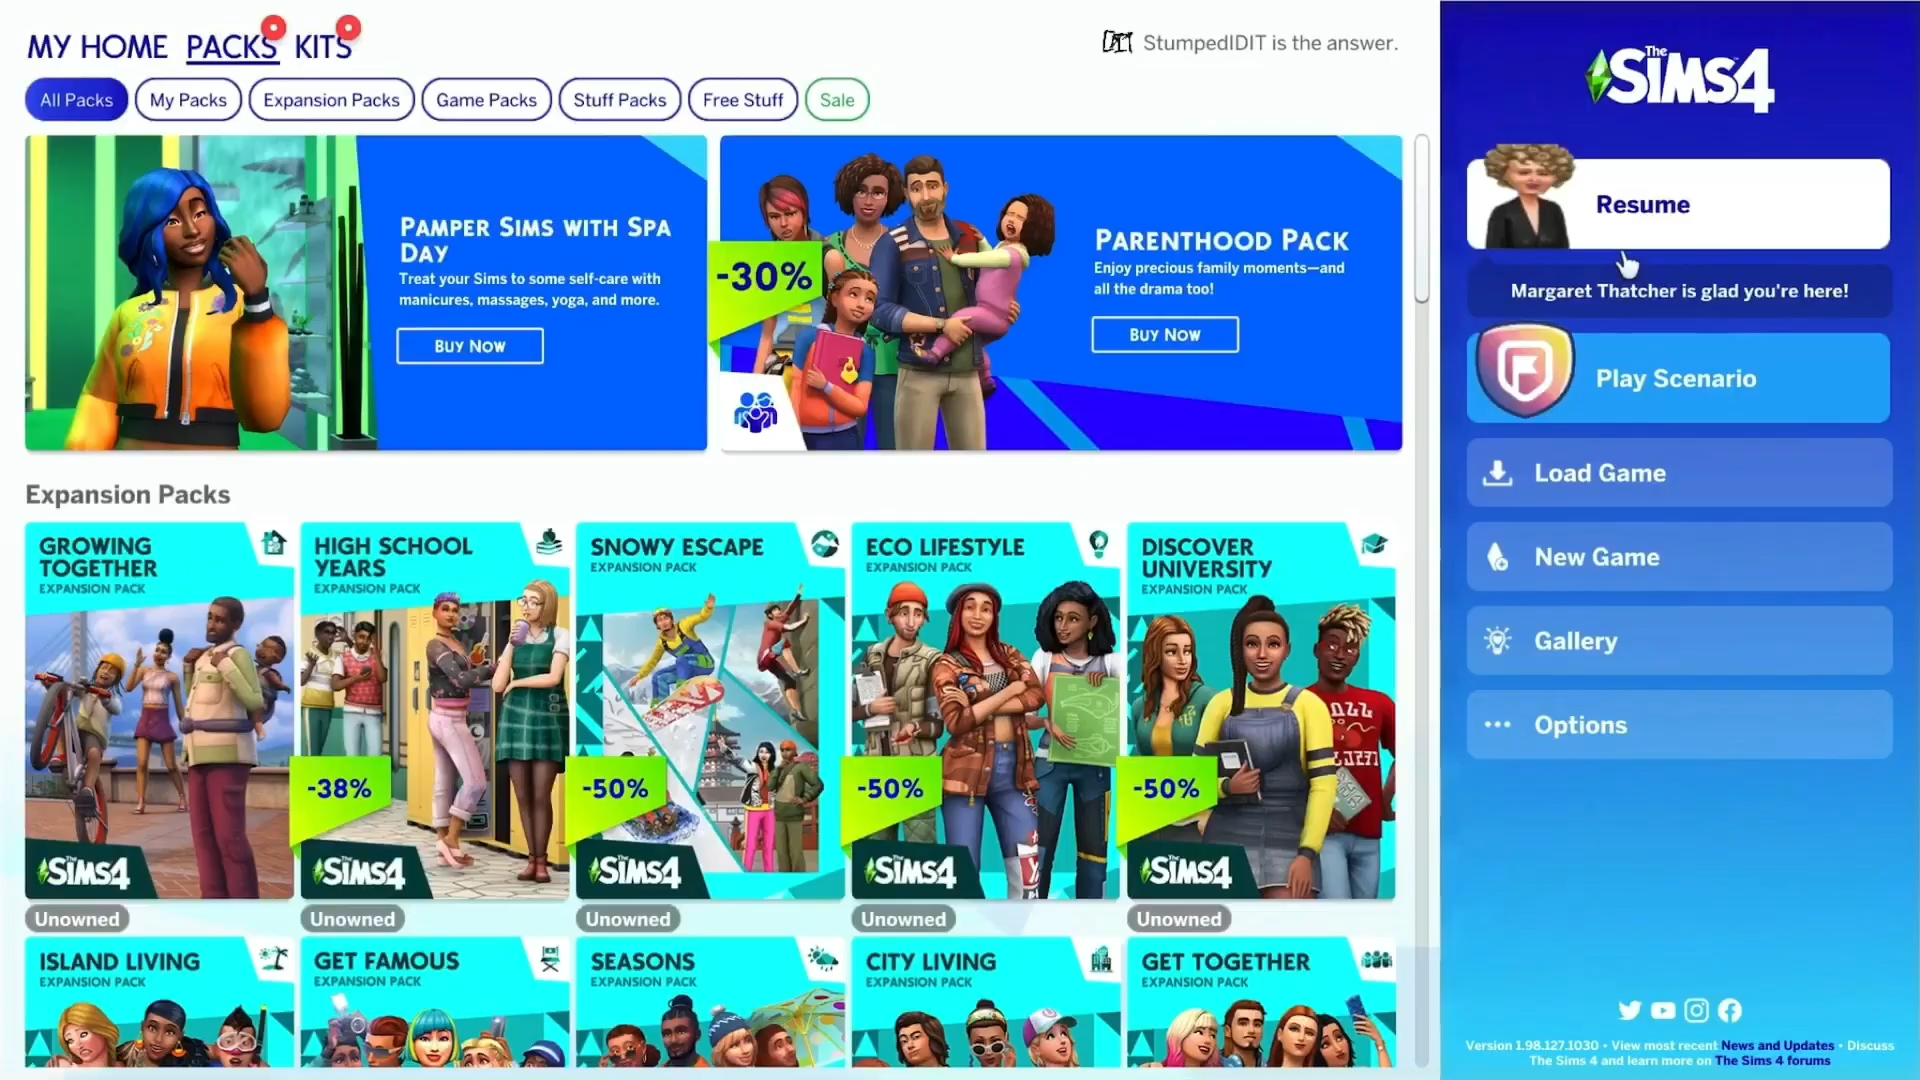 MY HOME PACKS KITS
StumpedIDIT is the answer.
All Packs My Packs Expansion Packs Game Packs Stuff Packs Free Stuff Sale
PAMPER SIMS WITH SPA
DAY
Treat your Sims to some self-care with
manicures, massages, yoga, and more.
BUY NOW
-30%
PARENTHOOD PACK
Enjoy precious family moments—and
all the drama too!
BUY NOW
Expansion Packs
GROWING
TOGETHER
EXPANSION PACK
The SIMS4
Unowned
HIGH SCHOOL
YEARS
EXPANSION PACK
-38%
The SIMS4
Unowned
SNOWY ESCAPE
EXPANSION PACK
-50%
The SIMS4
Unowned
ECO LIFESTYLE
EXPANSION PACK
-50%
The SIMS4
Unowned
DISCOVER
UNIVERSITY
EXPANSION PACK
-50%
The SIMS4
Unowned
ISLAND LIVING
EXPANSION PACK
GET FAMOUS
EXPANSION PACK
SEASONS
EXPANSION PACK
CITY LIVING
EXPANSION PACK
GET TOGETHER
EXPANSION PACK
The SIMS4
Resume
Margaret Thatcher is glad you're here!
Play Scenario
Load Game
New Game
Gallery
Options
Version 1.98.127.1030 • View most recent News and Updates • Discuss
The Sims 4 and learn more on The Sims 4 forums